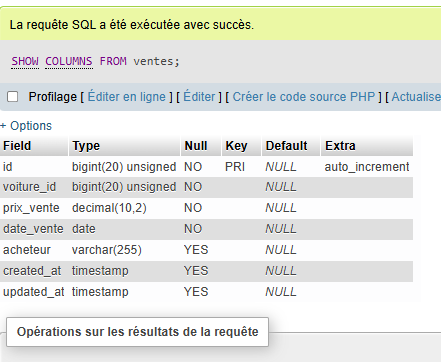 La requête SQL a été exécutée avec succès.
SHOW COLUMNS FROM ventes;
Profilage [ Éditer en ligne ] [ Éditer ] [ Créer le code source PHP ] [ Actualise
+ Options
Field Type Null Key Default Extra
id bigint(20) unsigned NO PRI NULL auto_increment
voiture_id bigint(20) unsigned NO NULL
prix_vente decimal(10,2) NO NULL
date_vente date NO NULL
acheteur varchar(255) YES NULL
created_at timestamp YES NULL
updated_at timestamp YES NULL
Opérations sur les résultats de la requête